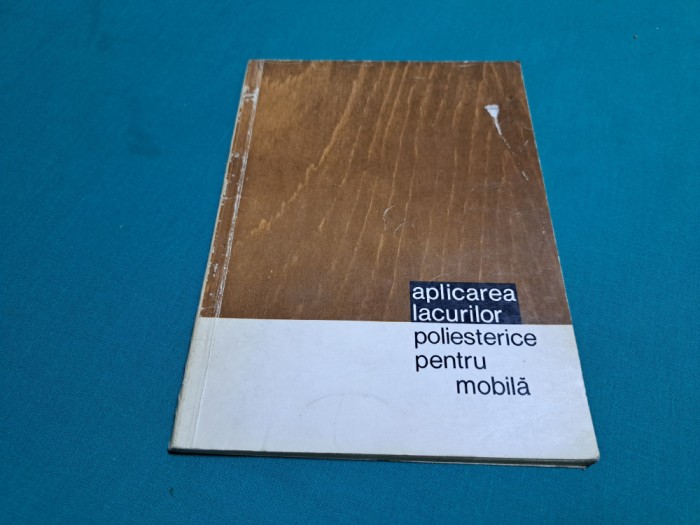 aplicarea
lacurilor
poliesterice
pentru
mobilă